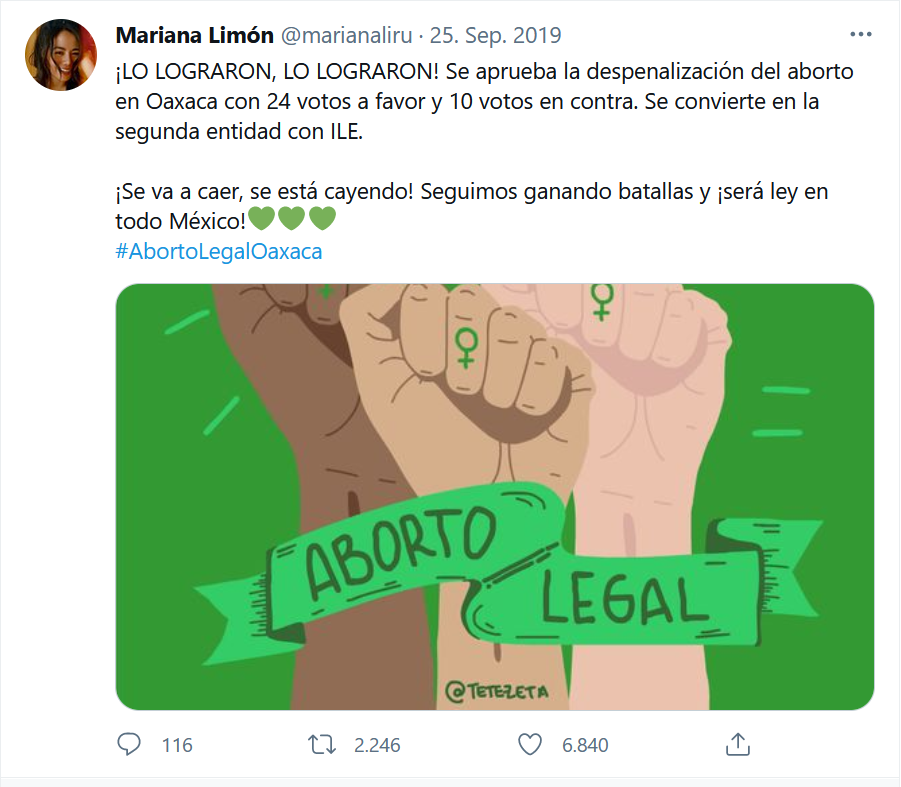 Mariana Limón @marianaliru · 25. Sep. 2019
¡LO LOGRARON, LO LOGRARON! Se aprueba la despenalización del aborto
en Oaxaca con 24 votos a favor y 10 votos en contra. Se convierte en la
segunda entidad con ILE.
¡Se va a caer, se está cayendo! Seguimos ganando batallas y ¡será ley en
todo México!💚💚💚
#AbortoLegalOaxaca
ABORTO
LEGAL
@TETEZETA
116 2.246 6.840